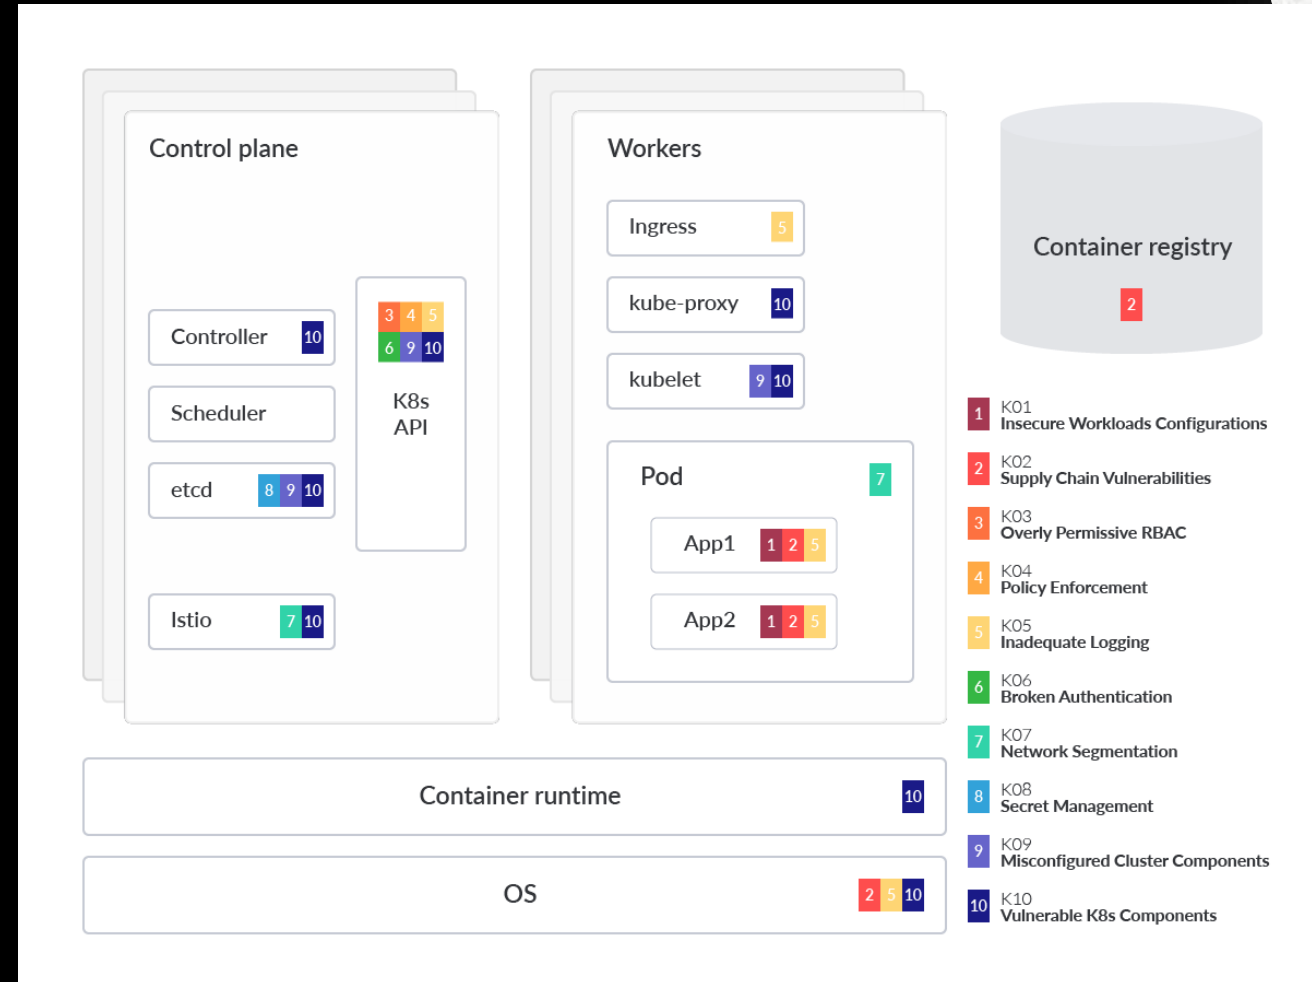 Control plane
Controller 10
Scheduler
etcd 8 9 10
Istio 7 10
3 4 5
6 9 10
K8s
API
Workers
Ingress 5
kube-proxy 10
kubelet 9 10
Pod 7
App1 1 2 5
App2 1 2 5
Container runtime 10
OS 2 5 10
Container registry
2
1 K01
Insecure Workloads Configurations
2 K02
Supply Chain Vulnerabilities
3 K03
Overly Permissive RBAC
4 K04
Policy Enforcement
5 K05
Inadequate Logging
6 K06
Broken Authentication
7 K07
Network Segmentation
8 K08
Secret Management
9 K09
Misconfigured Cluster Components
10 K10
Vulnerable K8s Components